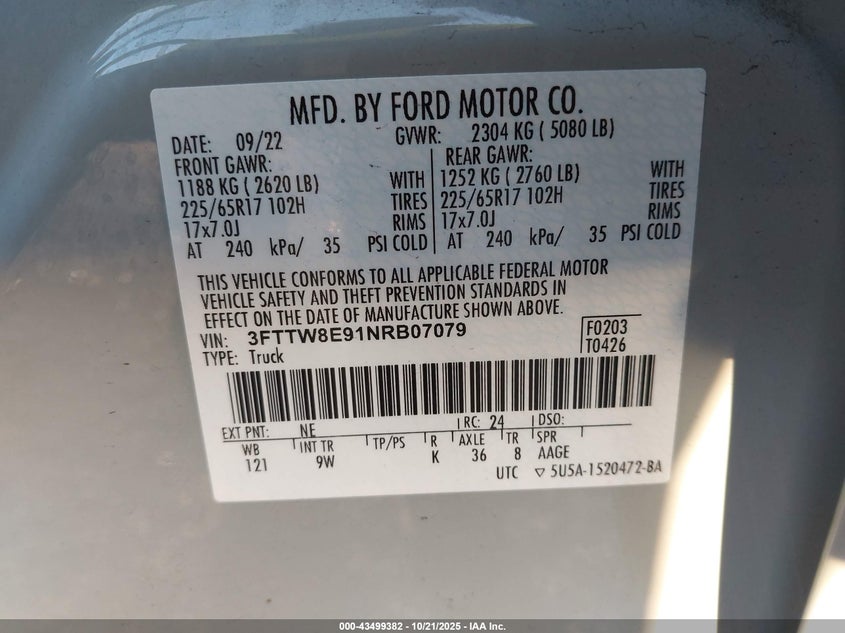 MFD. BY FORD MOTOR CO.
DATE: 09/22 GVWR: 2304 KG ( 5080 LB)
FRONT GAWR: REAR GAWR:
1188 KG ( 2620 LB) WITH 1252 KG ( 2760 LB) WITH
225/65R17 102H TIRES 225/65R17 102H TIRES
17x7.0J RIMS 17x7.0J RIMS
AT 240 kPa/ 35 PSI COLD AT 240 kPa/ 35 PSI COLD
THIS VEHICLE CONFORMS TO ALL APPLICABLE FEDERAL MOTOR
VEHICLE SAFETY AND THEFT PREVENTION STANDARDS IN
EFFECT ON THE DATE OF MANUFACTURE SHOWN ABOVE.
VIN: 3FTTW8E91NRB07079 F0203
TYPE: Truck T0426
EXT PNT: NE RC: 24 DSO:
WB INT TR TP/PS R AXLE TR SPR
121 9W K 36 8 AAGE
UTC ▽ 5U5A-1520472-BA
000-43499382 - 10/21/2025 - IAA Inc.